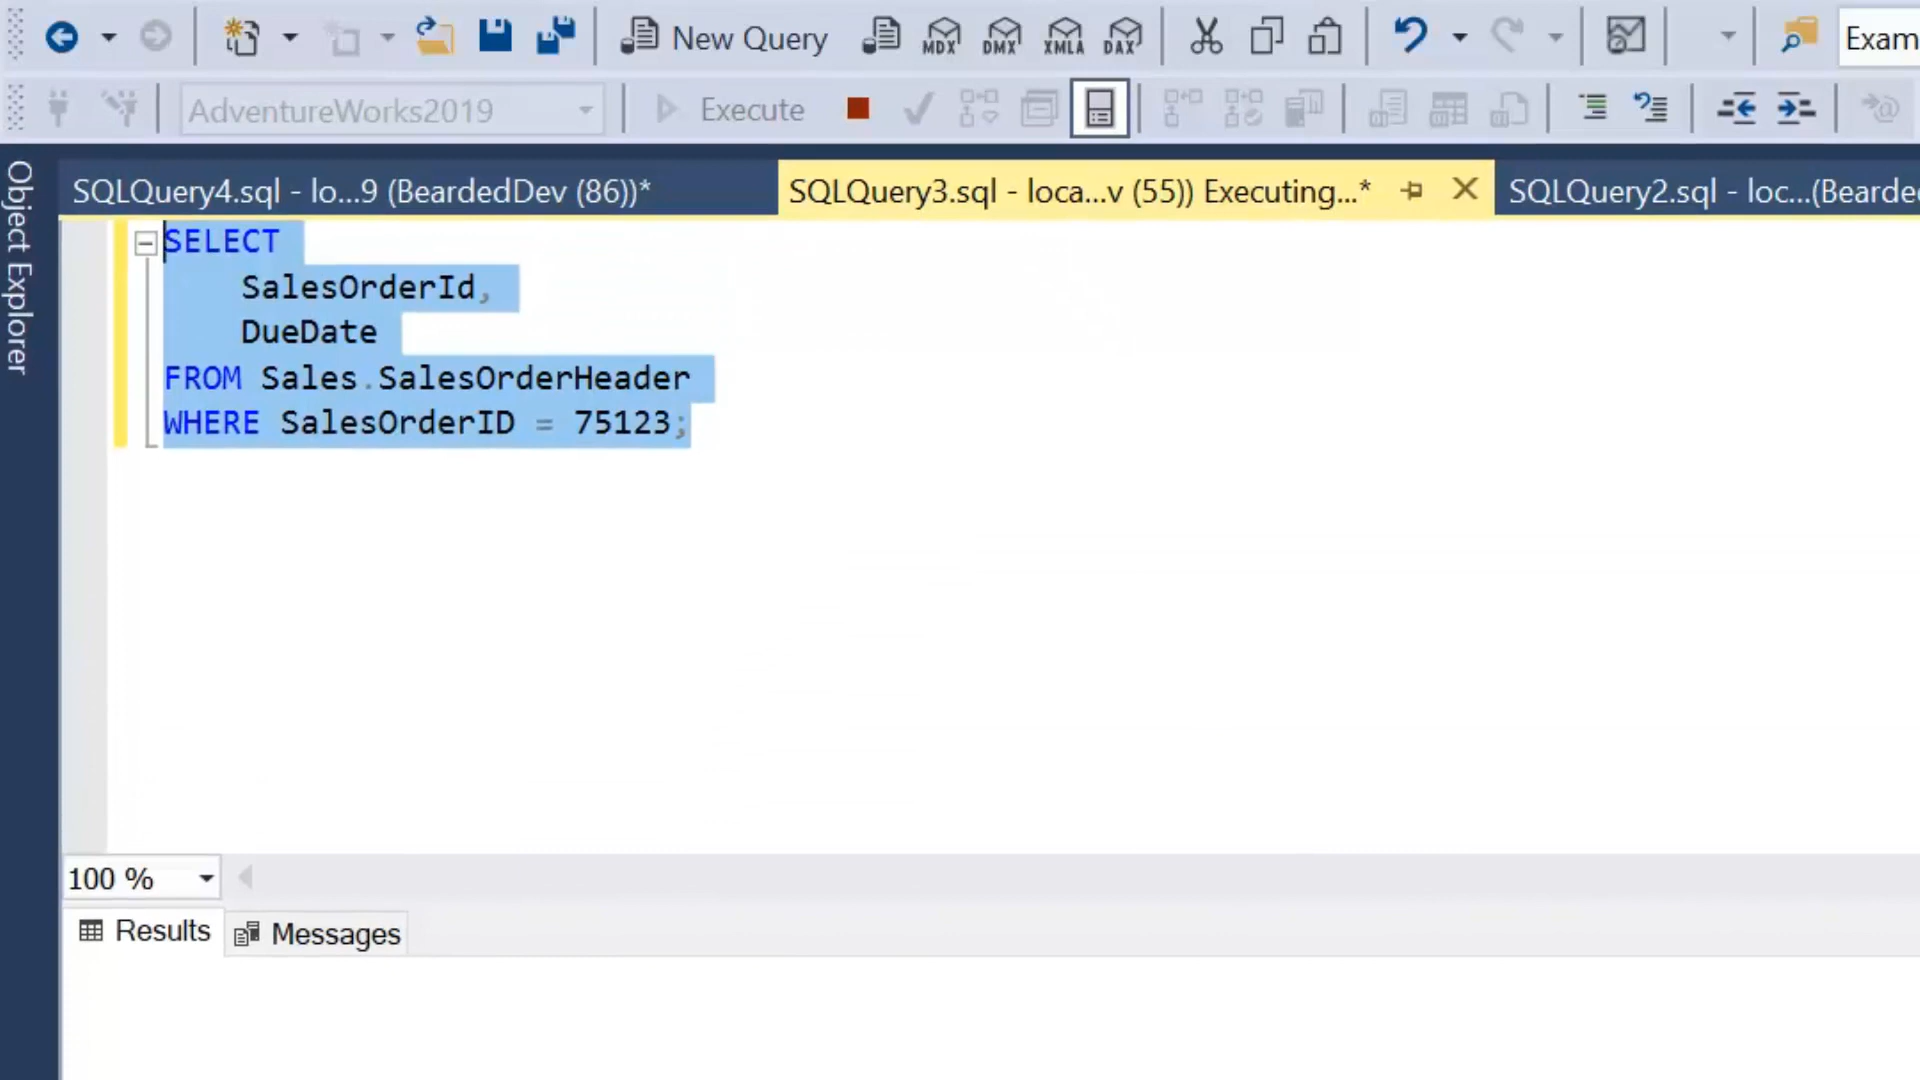 New Query
MDX
DMX
XMLA
DAX
Exam
AdventureWorks2019
Execute
Object Explorer
SQLQuery4.sql - lo...9 (BeardedDev (86))*
SQLQuery3.sql - loca...v (55)) Executing...*
SQLQuery2.sql - loc...(Bearded
SELECT
SalesOrderId,
DueDate
FROM Sales.SalesOrderHeader
WHERE SalesOrderID = 75123;
100 %
Results
Messages